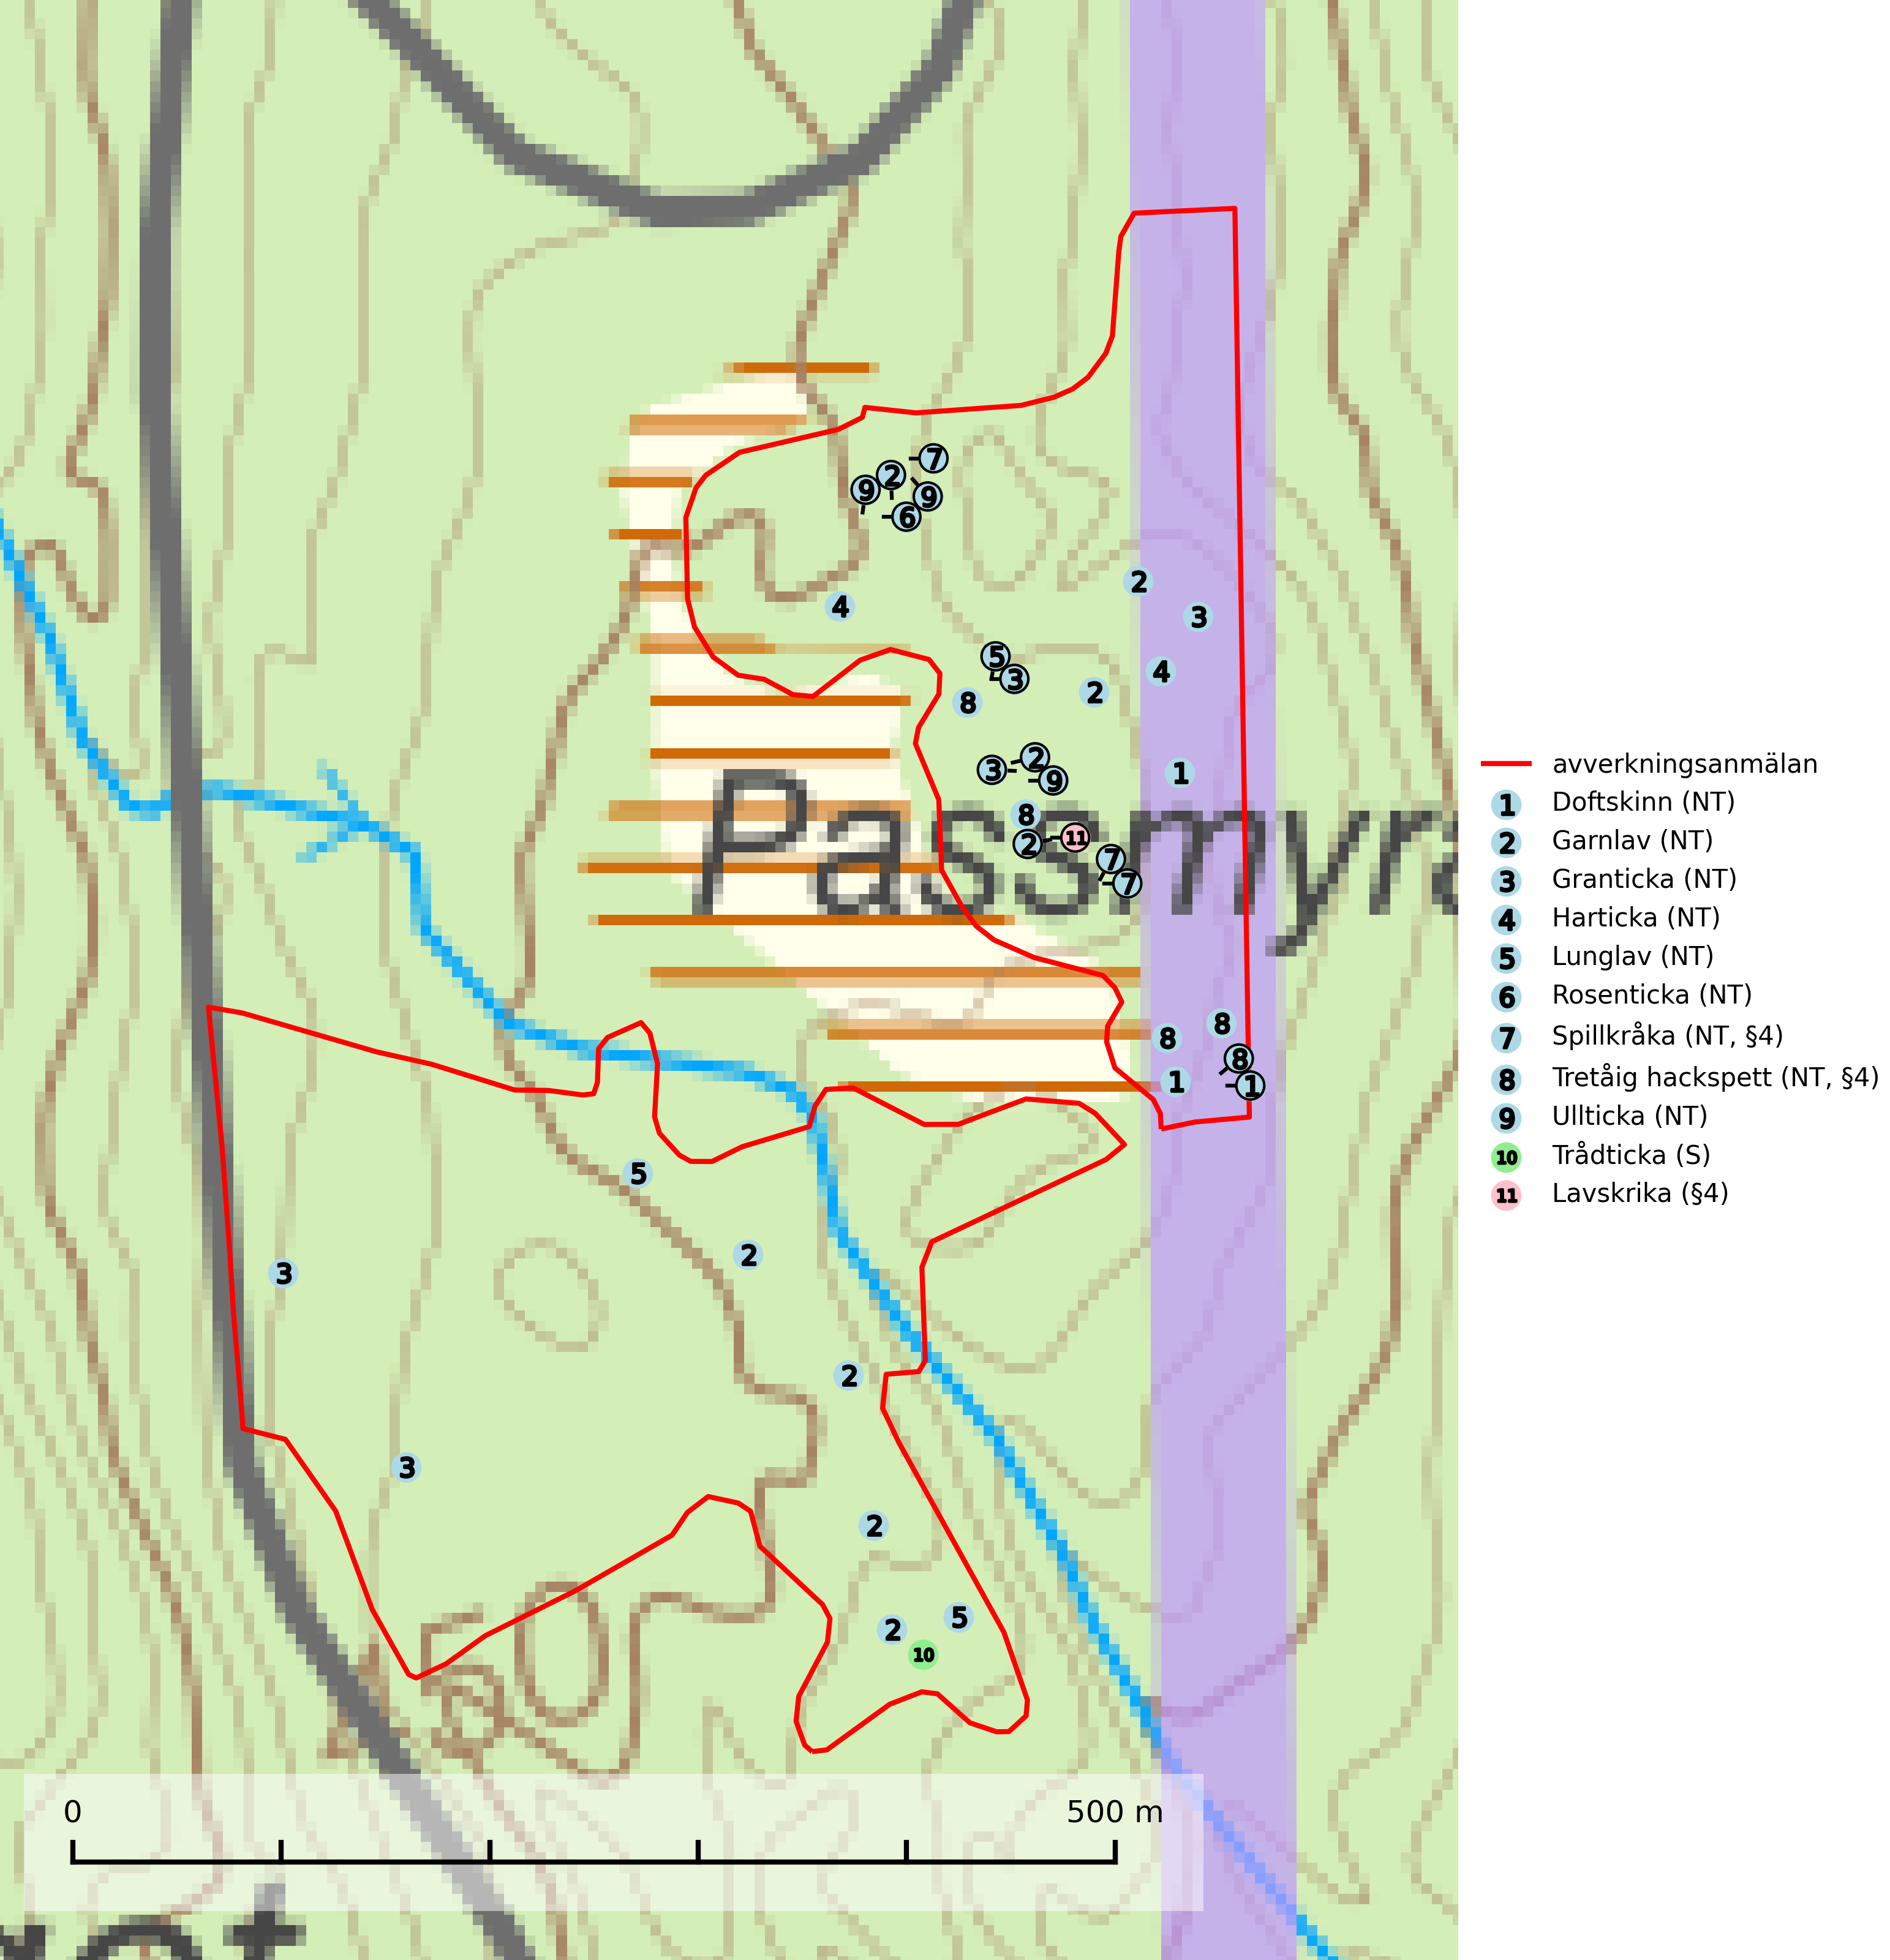 7
2
9
9
6
2
4
3
5
3
4
8
2
2
3
9
1
8
2
11
7
7
Passmyr
8
8
8
1
1
5
2
3
2
3
2
5
2
10
0
500 m
avverkningsanmälan
1 Doftskinn (NT)
2 Garnlav (NT)
3 Granticka (NT)
4 Harticka (NT)
5 Lunglav (NT)
6 Rosenticka (NT)
7 Spillkråka (NT, §4)
8 Tretåig hackspett (NT, §4)
9 Ullticka (NT)
10 Trådticka (S)
11 Lavskrika (§4)